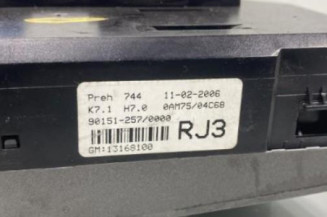 Preh 744 11-02-2006
K7.1 H7.0 0AM75/04C68
90151-257/0000
RJ3
GM:13168100